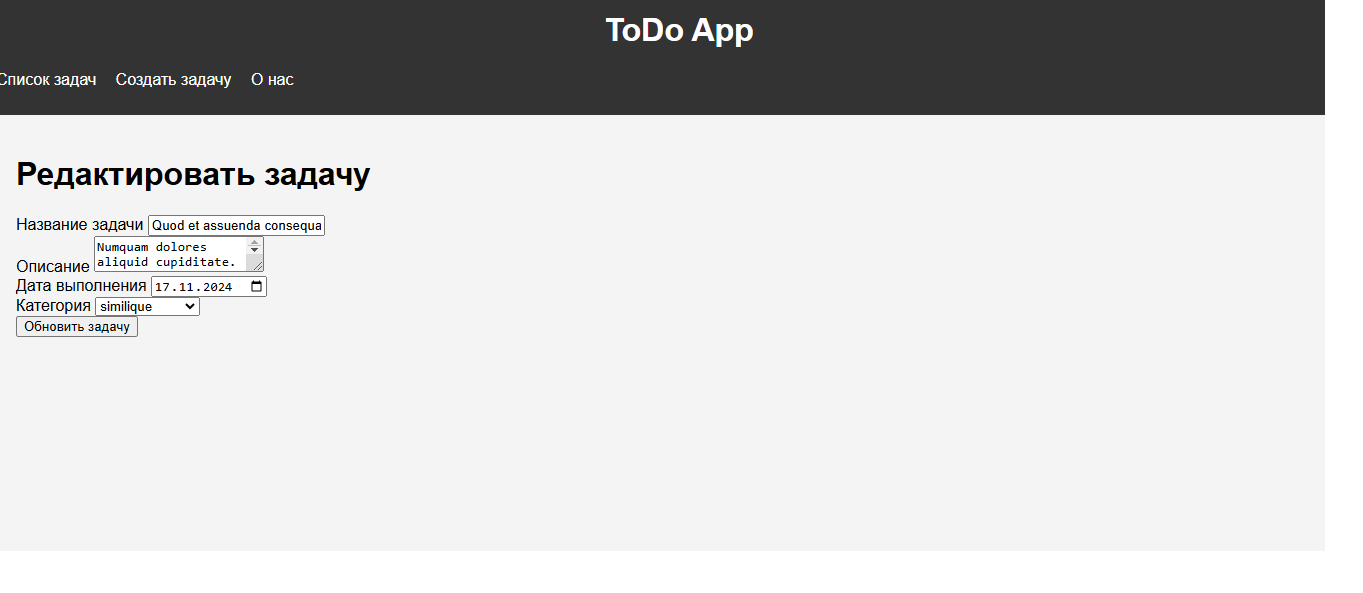 ToDo App
Список задач Создать задачу О нас
Редактировать задачу
Название задачи Quod et assuenda consequa
Numquam dolores
Описание aliquid cupiditate.
Дата выполнения 17.11.2024
Категория similique
Обновить задачу